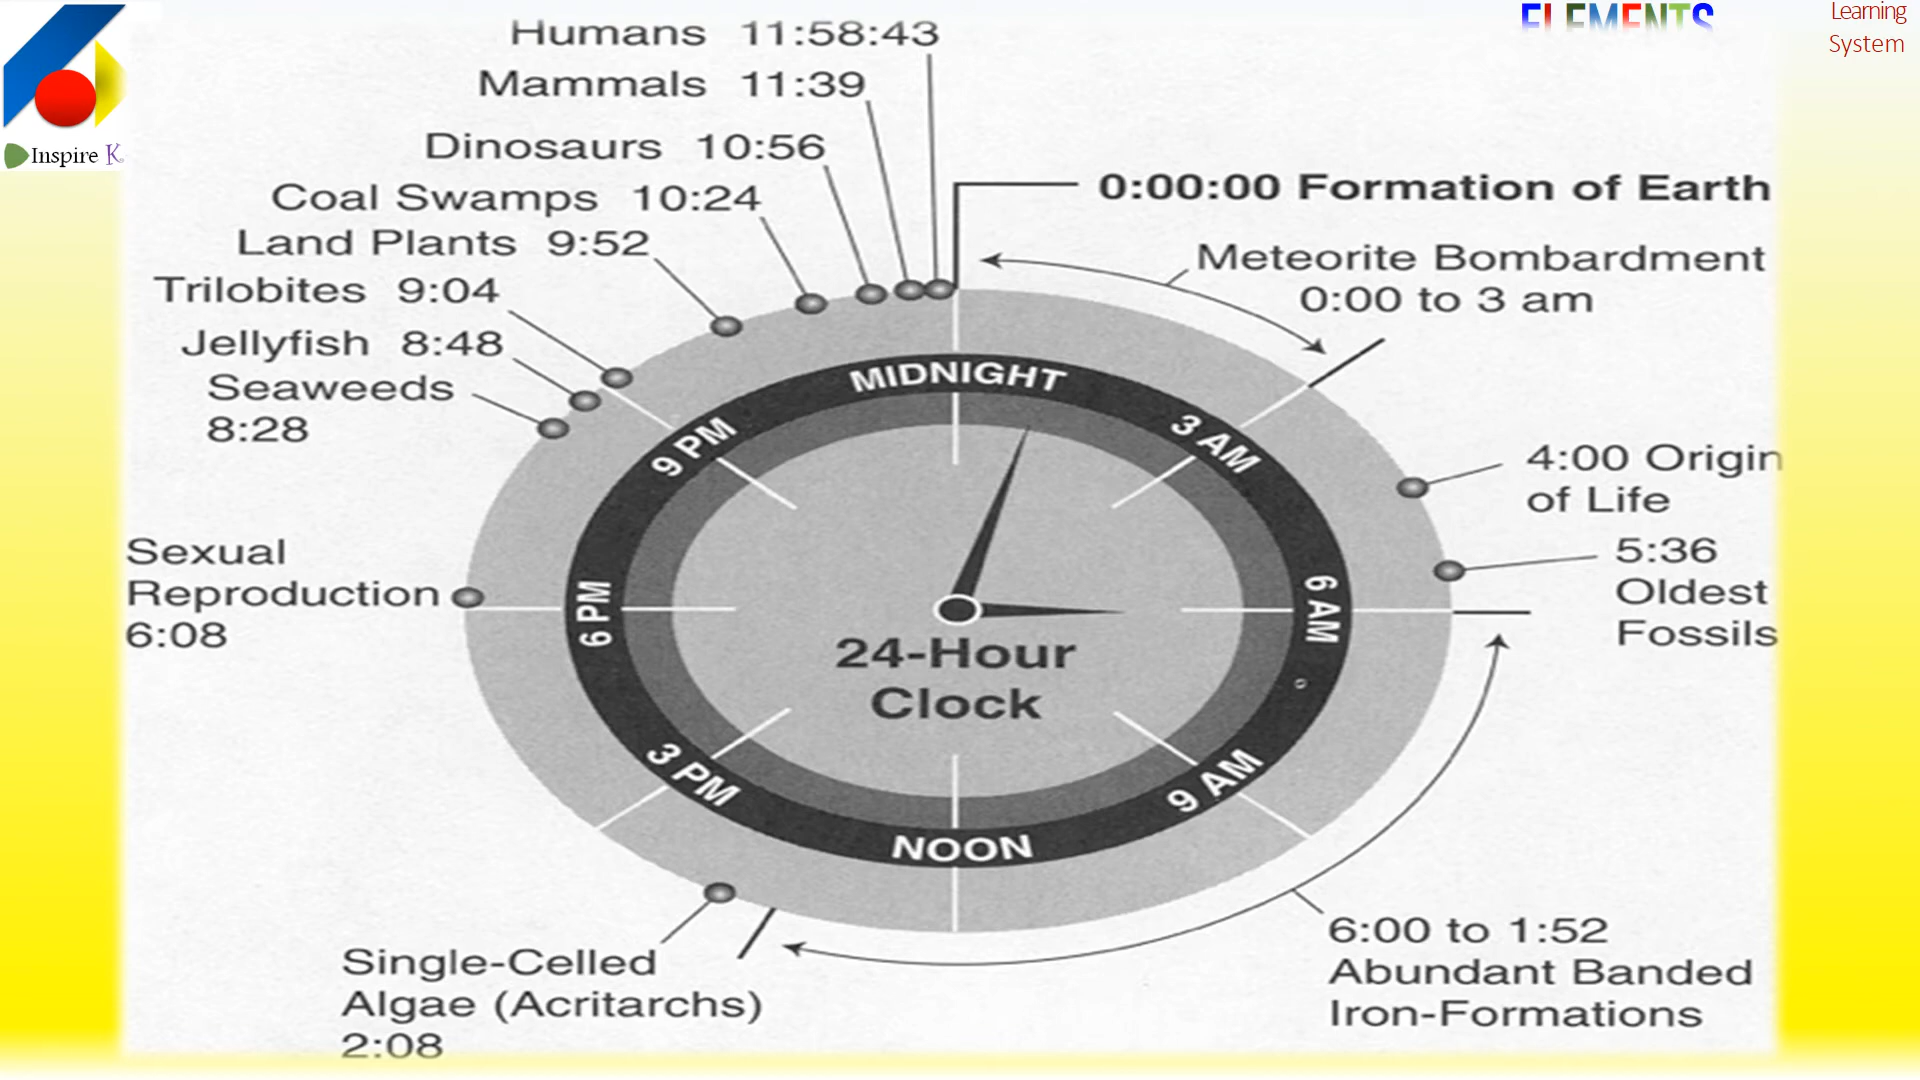 ELEMENTS
Learning
System
Inspire K
Humans 11:58:43
Mammals 11:39
Dinosaurs 10:56
Coal Swamps 10:24
Land Plants 9:52
Trilobites 9:04
Jellyfish 8:48
Seaweeds
8:28
Sexual
Reproduction
6:08
Single-Celled
Algae (Acritarchs)
2:08
0:00:00 Formation of Earth
Meteorite Bombardment
0:00 to 3 am
4:00 Origin
of Life
5:36
Oldest
Fossils
6:00 to 1:52
Abundant Banded
Iron-Formations
MIDNIGHT
3 AM
6 AM
9 AM
NOON
3 PM
6 PM
9 PM
24-Hour
Clock